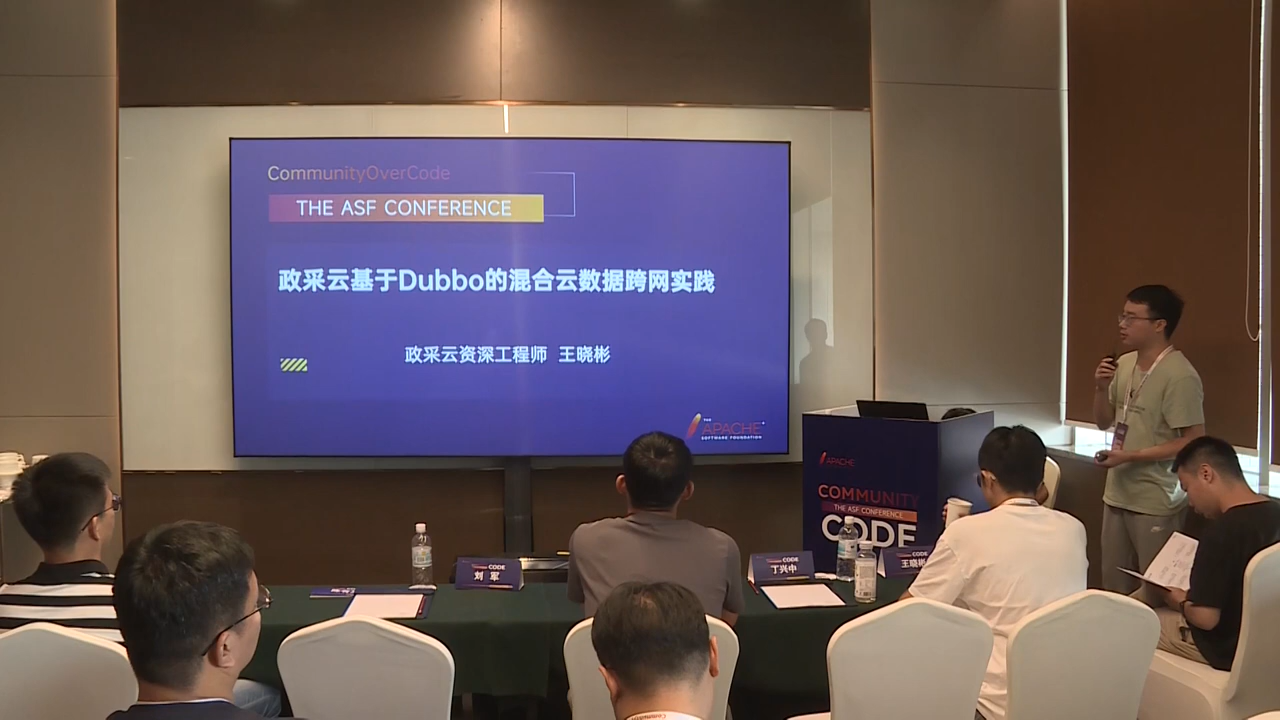 CommunityOverCode
THE ASF CONFERENCE
政采云基于Dubbo的混合云数据跨网实践
政采云资深工程师 王晓彬
THE
APACHE
SOFTWARE FOUNDATION
APACHE
COMMUNITY
THE ASF CONFERENCE
CODE
CODE
刘 军
CODE
丁兴中
CODE
王晓彬